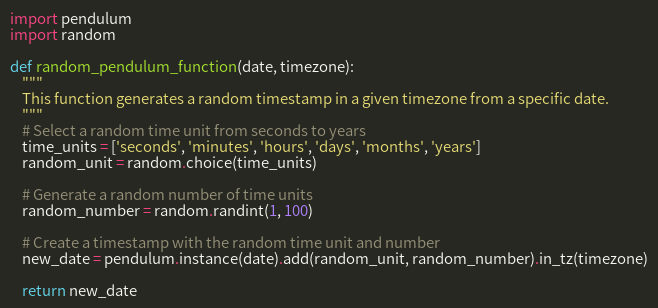 import pendulum
import random

def random_pendulum_function(date, timezone):
    """
    This function generates a random timestamp in a given timezone from a specific date.
    """
    # Select a random time unit from seconds to years
    time_units = ['seconds', 'minutes', 'hours', 'days', 'months', 'years']
    random_unit = random.choice(time_units)

    # Generate a random number of time units
    random_number = random.randint(1, 100)

    # Create a timestamp with the random time unit and number
    new_date = pendulum.instance(date).add(random_unit, random_number).in_tz(timezone)

    return new_date